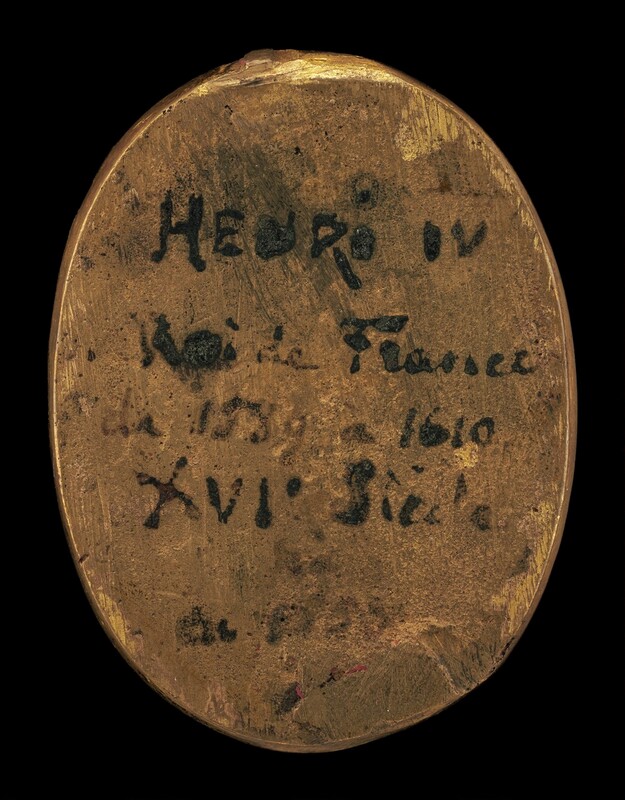 HENRI IV
Roi de France
de 1589 à 1610
XVIe Siècle